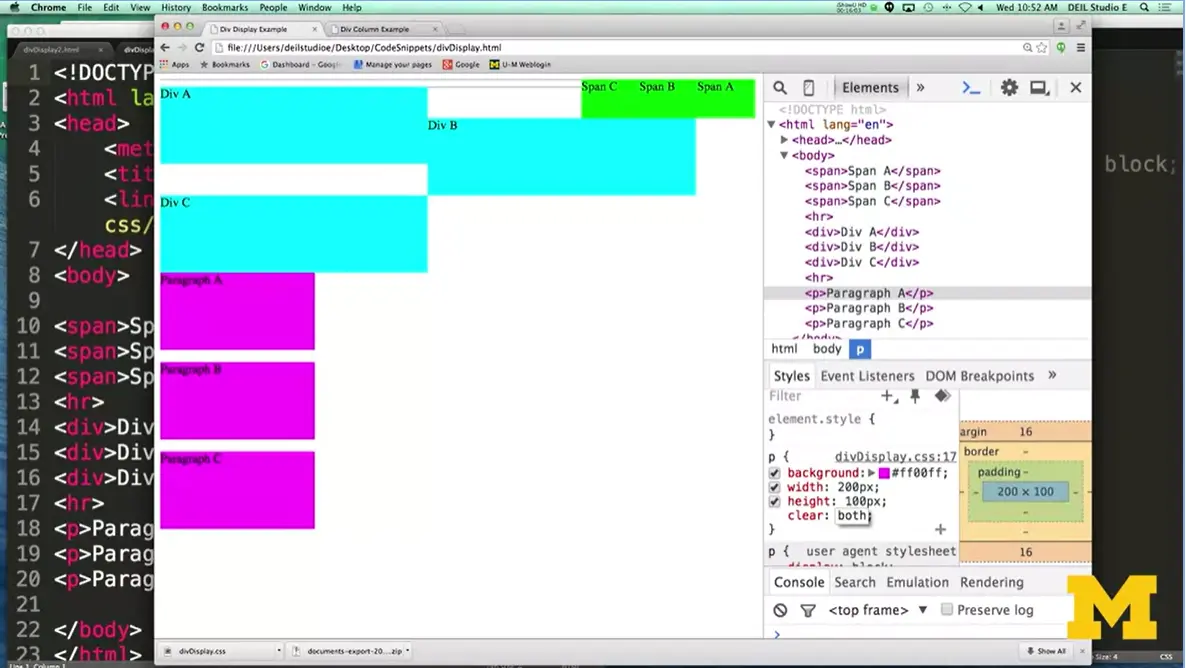 Chrome File Edit View History Bookmarks People Window Help
Wed 10:52 AM DEIL Studio E
Div Display Example
Div Column Example
file:///Users/deilstudioe/Desktop/CodeSnippets/divDisplay.html
Apps Bookmarks Dashboard - Googl Manage your pages Google U-M Weblogin
divDisplay2.html
1 <!DOCTYP
2 <html la
3 <head>
4 <met
5 <tit
6 <lin
css/
7 </head>
8 <body>
9
10 <span>Sp
11 <span>Sp
12 <span>Sp
13 <hr>
14 <div>Div
15 <div>Div
16 <div>Div
17 <hr>
18 <p>Parag
19 <p>Parag
20 <p>Parag
21
22 </body>
23 </html>
Div A
Span C Span B Span A
Div B
Div C
Paragraph A
Paragraph B
Paragraph C
Elements »
<!DOCTYPE html>
<html lang="en">
<head>…</head>
<body>
<span>Span A</span>
<span>Span B</span>
<span>Span C</span>
<hr>
<div>Div A</div>
<div>Div B</div>
<div>Div C</div>
<hr>
<p>Paragraph A</p>
<p>Paragraph B</p>
<p>Paragraph C</p>
</body>
html body p
Styles Event Listeners DOM Breakpoints »
Filter
element.style {
}
p { divDisplay.css:17
background: #ff00ff;
width: 200px;
height: 100px;
clear: both;
}
p { user agent stylesheet
display: block;
argin 16
border -
padding -
- - 200 × 100 - -
-
-
16
Console Search Emulation Rendering
<top frame> Preserve log
block;
divDisplay.css
documents-export-20....zip
Show All
M
CSS